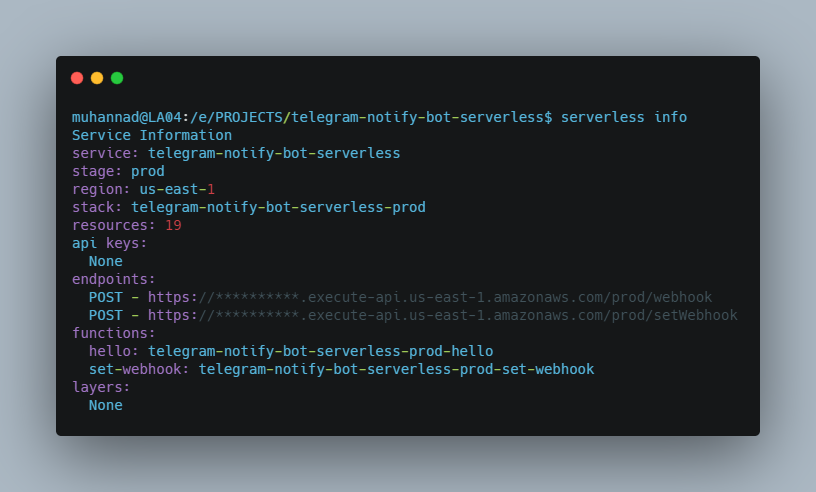 muhannad@LA04:/e/PROJECTS/telegram-notify-bot-serverless$ serverless info
Service Information
service: telegram-notify-bot-serverless
stage: prod
region: us-east-1
stack: telegram-notify-bot-serverless-prod
resources: 19
api keys:
  None
endpoints:
  POST - https://**********.execute-api.us-east-1.amazonaws.com/prod/webhook
  POST - https://**********.execute-api.us-east-1.amazonaws.com/prod/setWebhook
functions:
  hello: telegram-notify-bot-serverless-prod-hello
  set-webhook: telegram-notify-bot-serverless-prod-set-webhook
layers:
  None